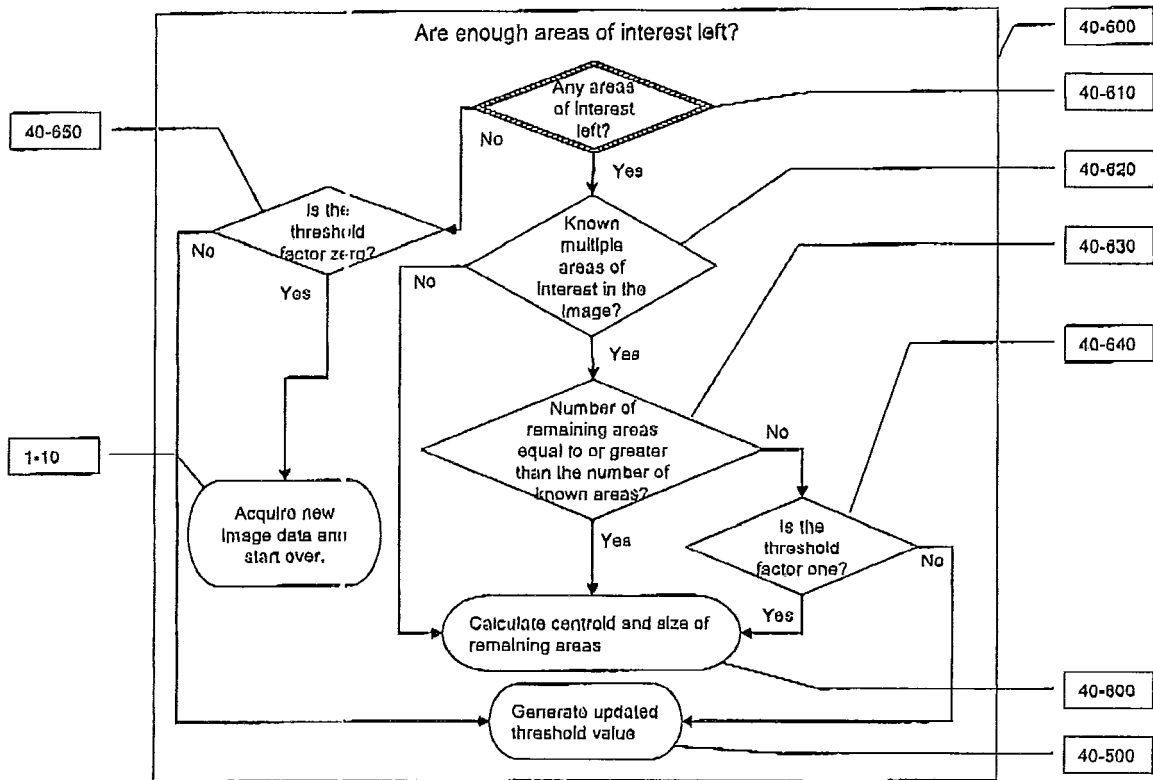 Are enough areas of interest left?
40-600
40-610
40-620
40-630
40-640
40-650
1-10
Any areas
of Interest
left?
No
Yes
Is the
threshold
factor zero?
No
Yes
Known
multiple
areas of
Interest in the
Image?
No
Yes
Number of
remaining areas
equal to or greater
than the number of
known areas?
No
Yes
Is the
threshold
factor one?
No
Yes
Acquire new
Image data and
start over.
Calculate centroid and size of
remaining areas
Generate updated
threshold value
40-800
40-500